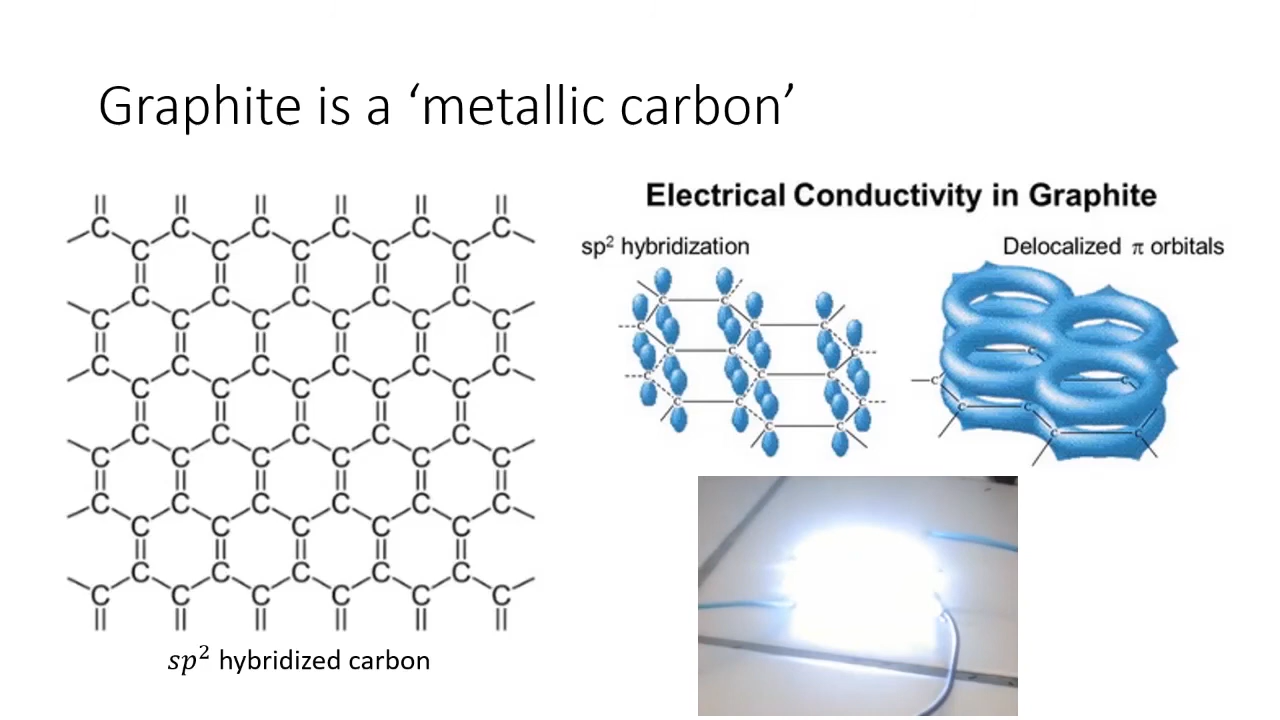 Graphite is a ‘metallic carbon’
C C C C C C
C C C C C
C C C C C
C C C C C C
C C C C C C
C C C C C
C C C C C
C C C C C C
C C C C C C
C C C C C
C C C C C
C C C C C C
sp² hybridized carbon
Electrical Conductivity in Graphite
sp² hybridization
C C
C C C
C C C
C C C
C C C
C C
Delocalized π orbitals
C
C C
C C
C C